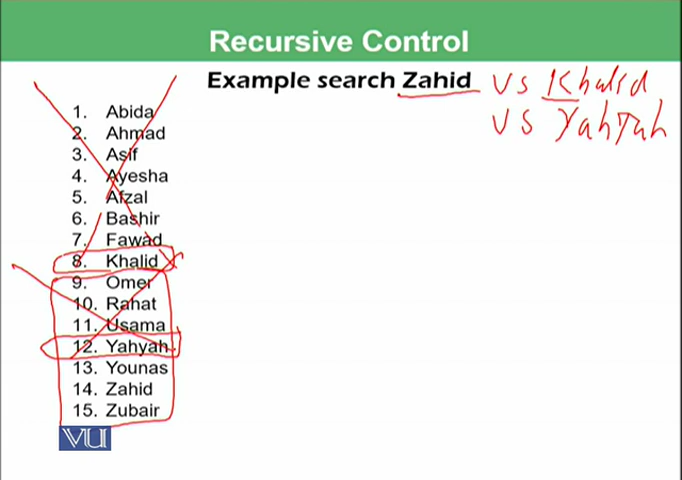 Recursive Control
Example search Zahid vs Khalid
vs Yahyah
1. Abida
2. Ahmad
3. Asif
4. Ayesha
5. Afzal
6. Bashir
7. Fawad
8. Khalid
9. Omer
10. Rahat
11. Usama
12. Yahyah
13. Younas
14. Zahid
15. Zubair
VU